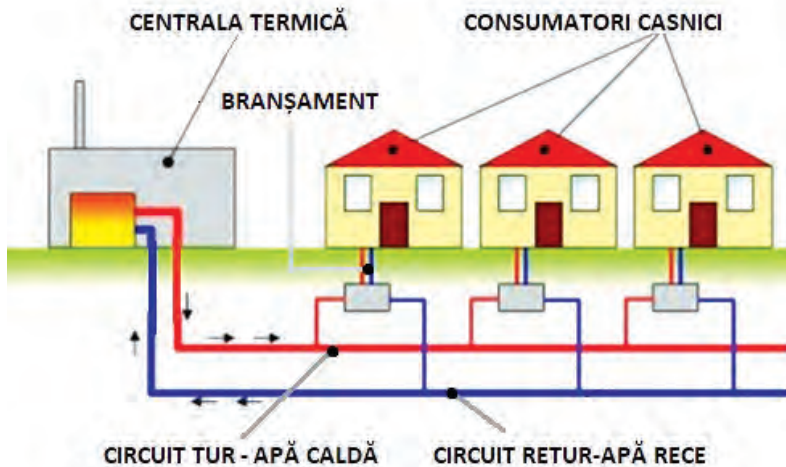 CENTRALA TERMICĂ
CONSUMATORI CASNICI
BRANȘAMENT
CIRCUIT TUR - APĂ CALDĂ
CIRCUIT RETUR-APĂ RECE